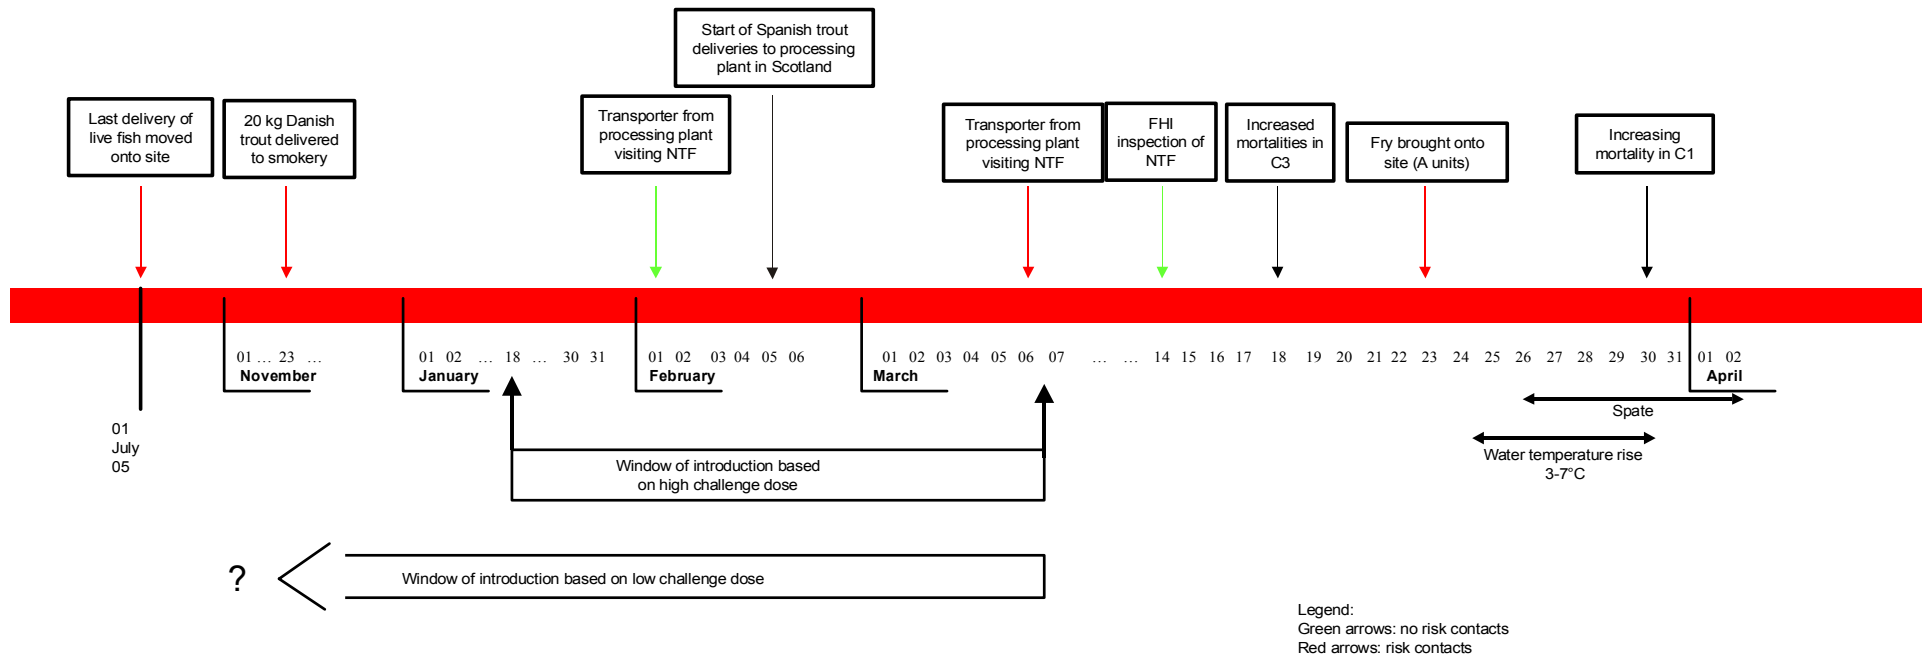 Start of Spanish trout
deliveries to processing
plant in Scotland
Last delivery of
live fish moved
onto site
20 kg Danish
trout delivered
to smokery
Transporter from
processing plant
visiting NTF
Transporter from
processing plant
visiting NTF
FHI
inspection of
NTF
Increased
mortalities in
C3
Fry brought onto
site (A units)
Increasing
mortality in C1
01 ... 23 ...
November
01 02 ... 18 ... 30 31
January
01 02 03 04 05 06
February
01 02 03 04 05 06 07 ... ... 14 15 16 17 18 19 20 21 22 23 24 25 26 27 28 29 30 31
March
01 02
April
01
July
05
Spate
Water temperature rise
3-7°C
Window of introduction based
on high challenge dose
?
Window of introduction based on low challenge dose
Legend:
Green arrows: no risk contacts
Red arrows: risk contacts